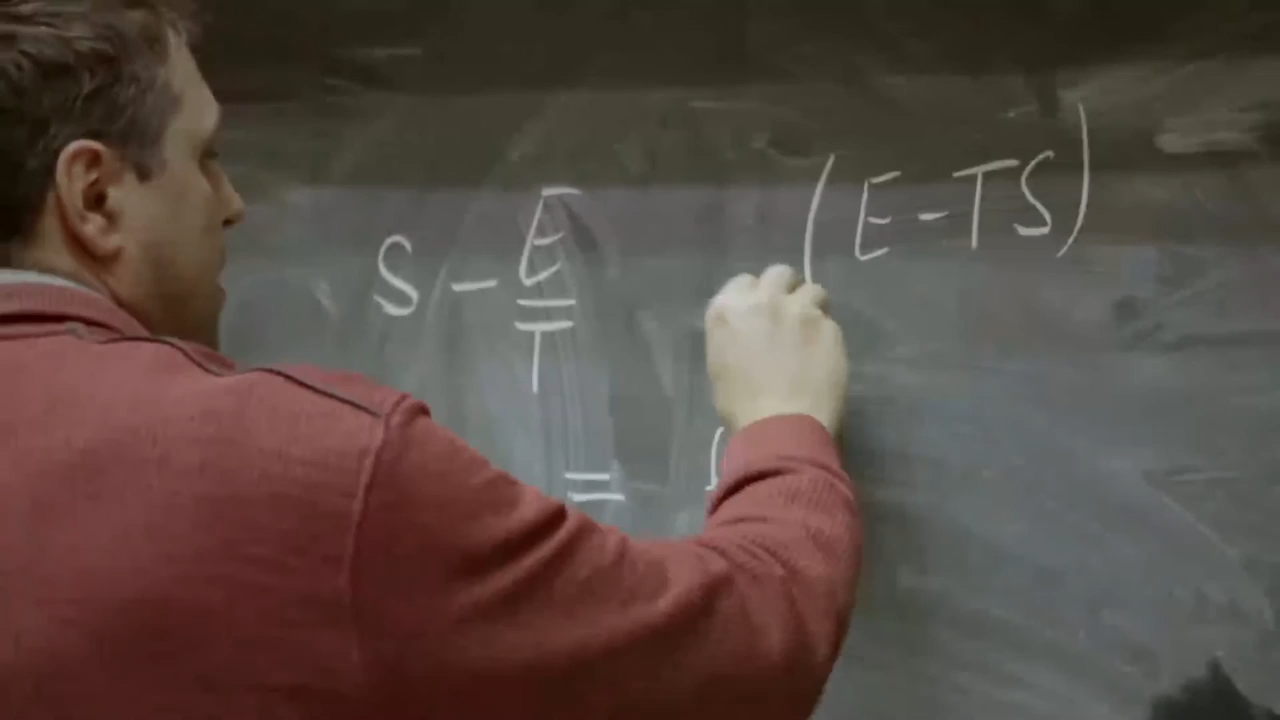 S - E/T (E-TS)
=